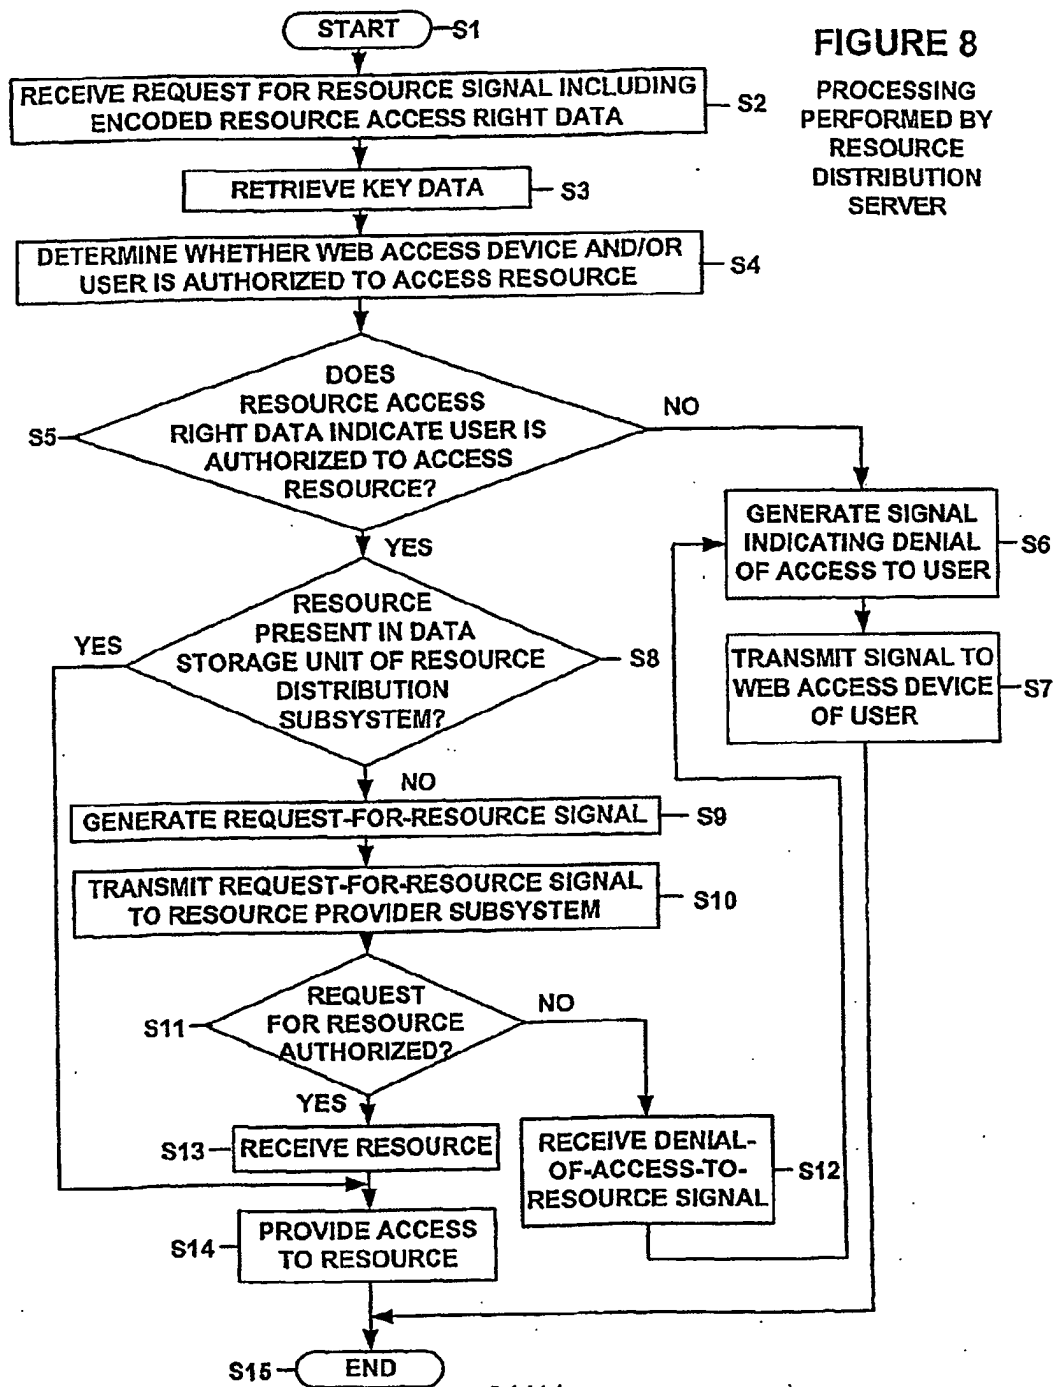 FIGURE 8
PROCESSING
PERFORMED BY
RESOURCE
DISTRIBUTION
SERVER
START
S1
RECEIVE REQUEST FOR RESOURCE SIGNAL INCLUDING
ENCODED RESOURCE ACCESS RIGHT DATA
S2
RETRIEVE KEY DATA
S3
DETERMINE WHETHER WEB ACCESS DEVICE AND/OR
USER IS AUTHORIZED TO ACCESS RESOURCE
S4
DOES
RESOURCE ACCESS
RIGHT DATA INDICATE USER IS
AUTHORIZED TO ACCESS
RESOURCE?
S5
NO
YES
GENERATE SIGNAL
INDICATING DENIAL
OF ACCESS TO USER
S6
TRANSMIT SIGNAL TO
WEB ACCESS DEVICE
OF USER
S7
RESOURCE
PRESENT IN DATA
STORAGE UNIT OF RESOURCE
DISTRIBUTION
SUBSYSTEM?
S8
YES
NO
GENERATE REQUEST-FOR-RESOURCE SIGNAL
S9
TRANSMIT REQUEST-FOR-RESOURCE SIGNAL
TO RESOURCE PROVIDER SUBSYSTEM
S10
REQUEST
FOR RESOURCE
AUTHORIZED?
S11
NO
YES
RECEIVE DENIAL-
OF-ACCESS-TO-
RESOURCE SIGNAL
S12
S13
RECEIVE RESOURCE
S14
PROVIDE ACCESS
TO RESOURCE
S15
END